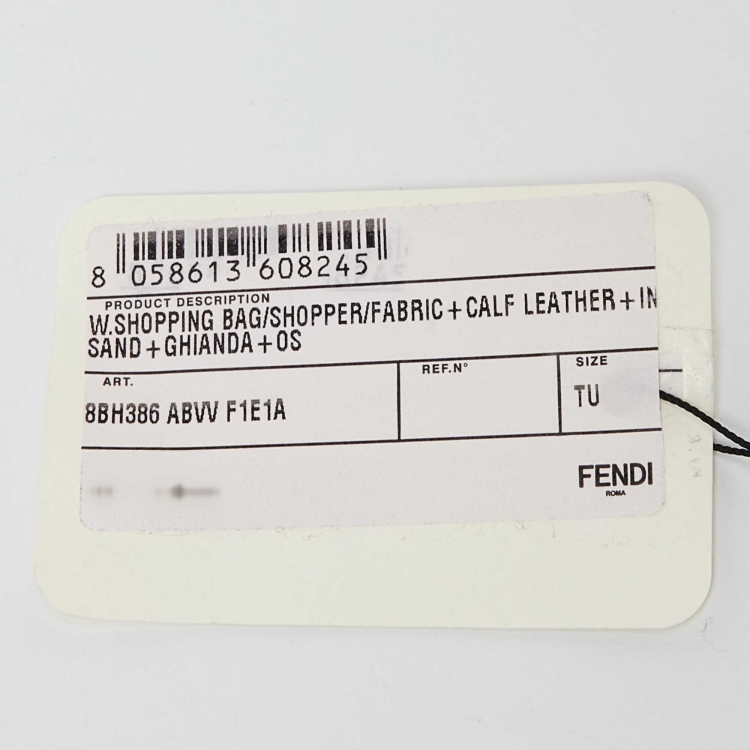 8 058613 608245
PRODUCT DESCRIPTION
W.SHOPPING BAG/SHOPPER/FABRIC+CALF LEATHER+IN
SAND+GHIANDA+OS
ART.
REF.N°
SIZE
8BH386 ABVV F1E1A
TU
FENDI
ROMA